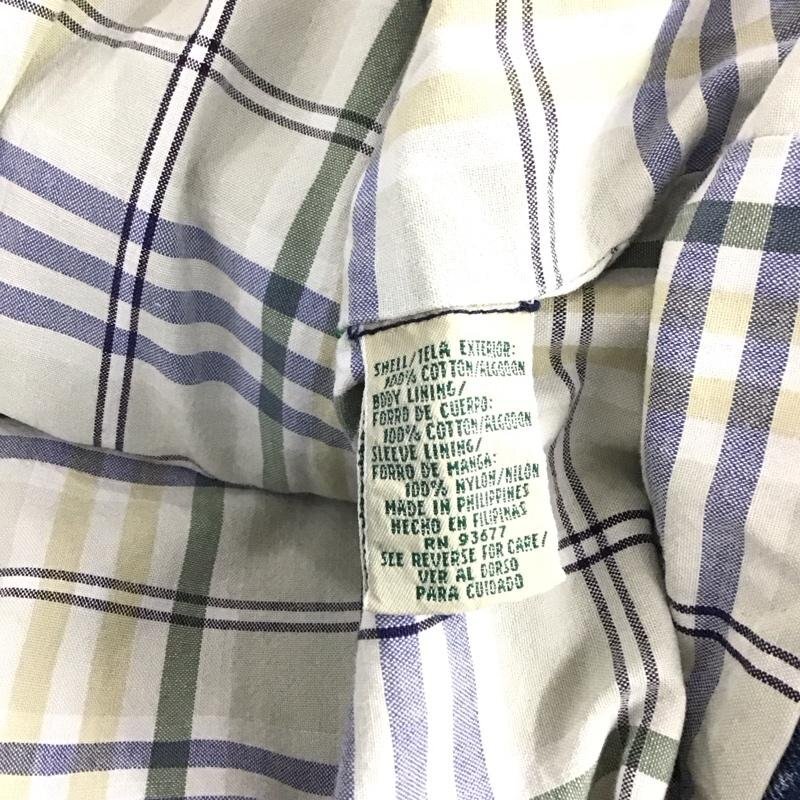 SHELL/TELA EXTERIOR:
100% COTTON/ALGODON
BODY LINING/
FORRO DE CUERPO:
100% COTTON/ALGODON
SLEEVE LINING/
FORRO DE MANGA:
100% NYLON/NILON
MADE IN PHILIPPINES
HECHO EN FILIPINAS
RN 93677
SEE REVERSE FOR CARE/
VER AL DORSO
PARA CUIDADO